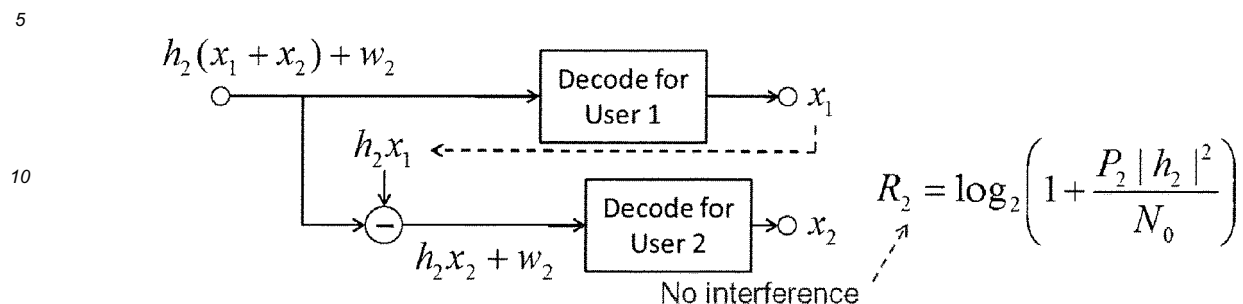 5
h₂(x₁ + x₂) + w₂
Decode for
User 1
x₁
h₂x₁
10
−
Decode for
User 2
x₂
h₂x₂ + w₂
R₂ = log₂(1 + P₂ | h₂ |² / N₀)
No interference